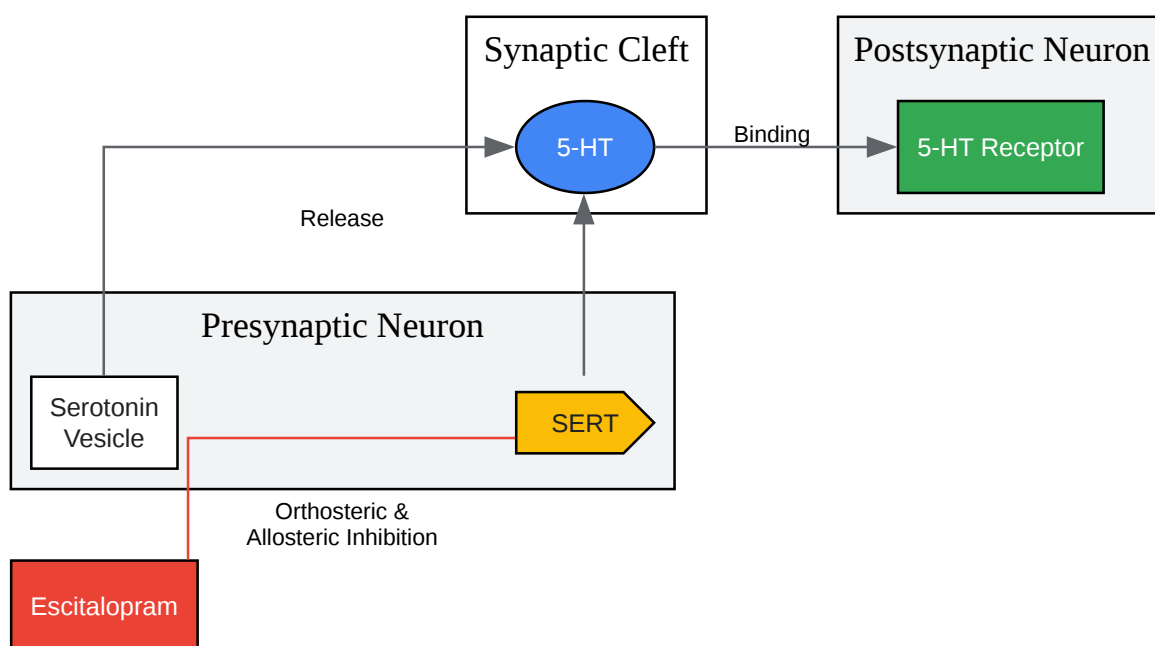 Synaptic Cleft
Postsynaptic Neuron
5-HT
Binding
5-HT Receptor
Release
Presynaptic Neuron
Serotonin
Vesicle
SERT
Orthosteric &
Allosteric Inhibition
Escitalopram